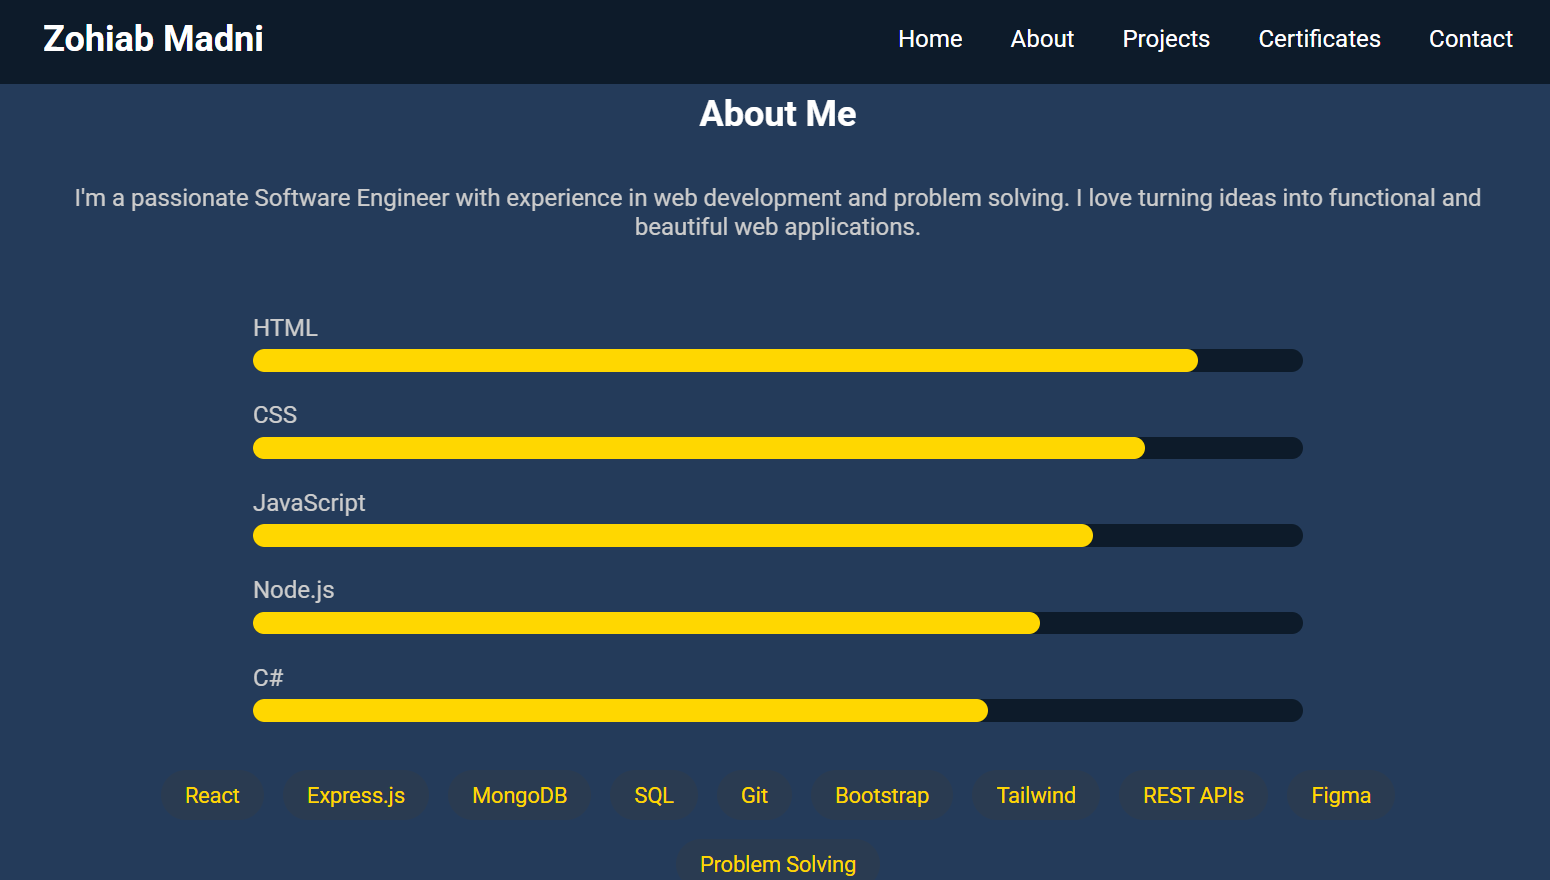 Zohiab Madni
Home About Projects Certificates Contact
About Me
I'm a passionate Software Engineer with experience in web development and problem solving. I love turning ideas into functional and
beautiful web applications.
HTML
CSS
JavaScript
Node.js
C#
React Express.js MongoDB SQL Git Bootstrap Tailwind REST APIs Figma
Problem Solving